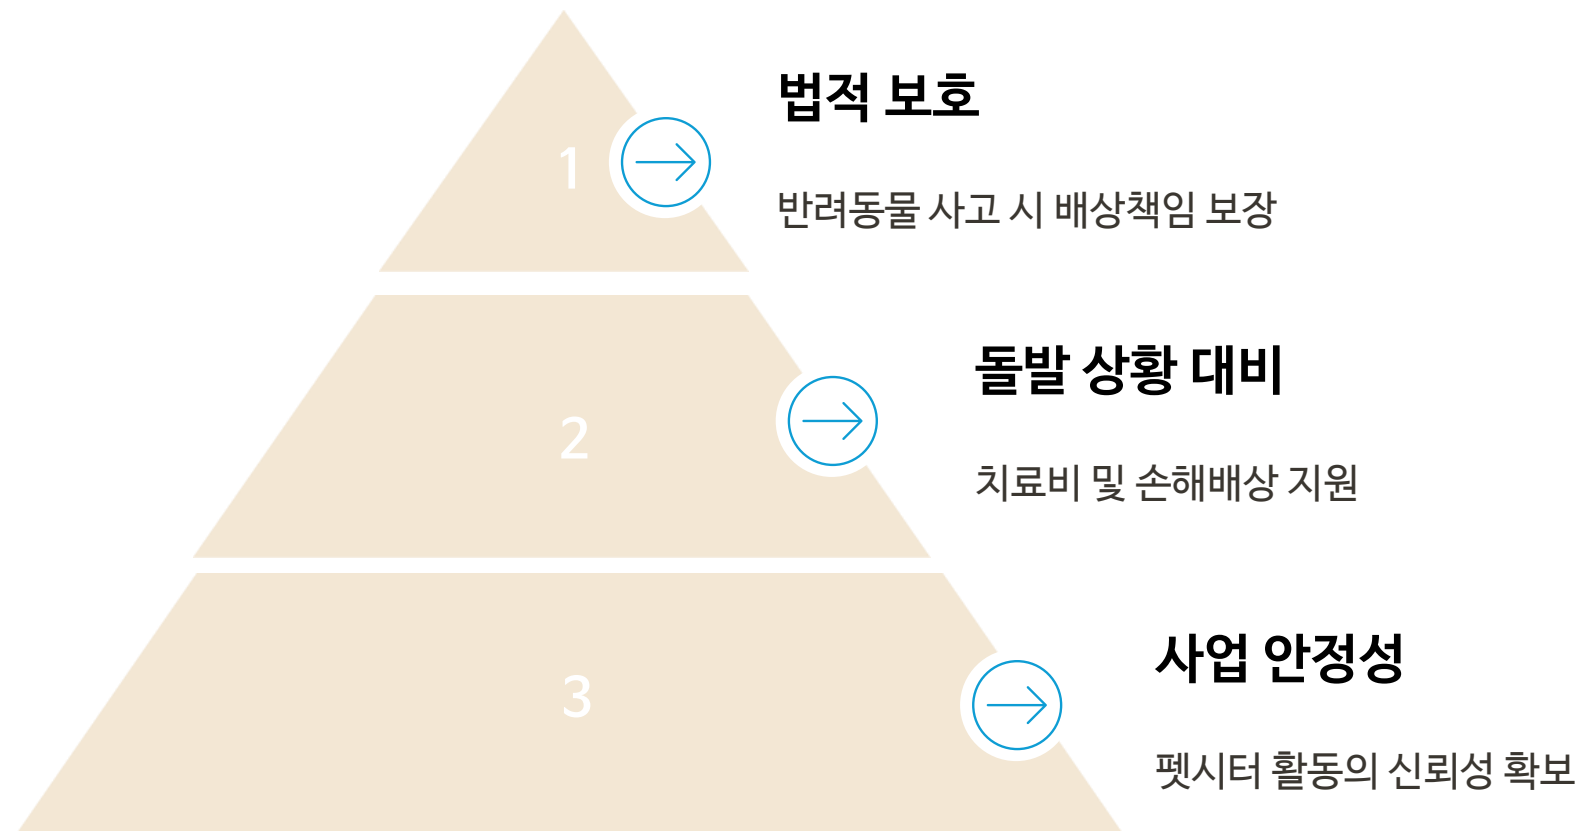 1
법적 보호
반려동물 사고 시 배상책임 보장
2
돌발 상황 대비
치료비 및 손해배상 지원
3
사업 안정성
펫시터 활동의 신뢰성 확보